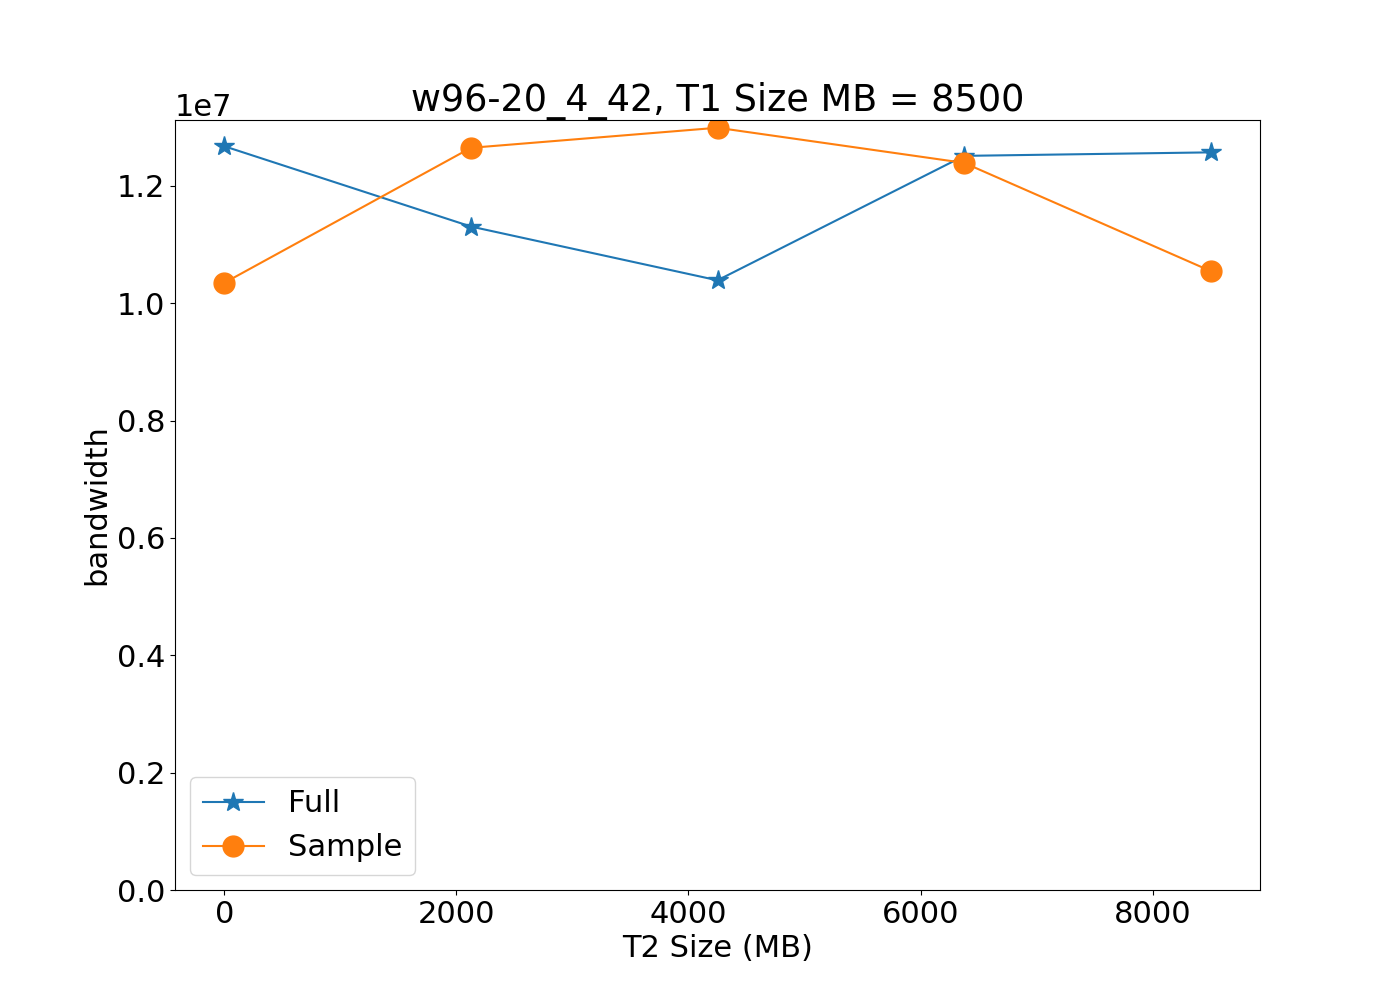 w96-20_4_42, T1 Size MB = 8500
1e7
1.2
1.0
0.8
0.6
0.4
0.2
0.0
bandwidth
Full
Sample
0 2000 4000 6000 8000
T2 Size (MB)